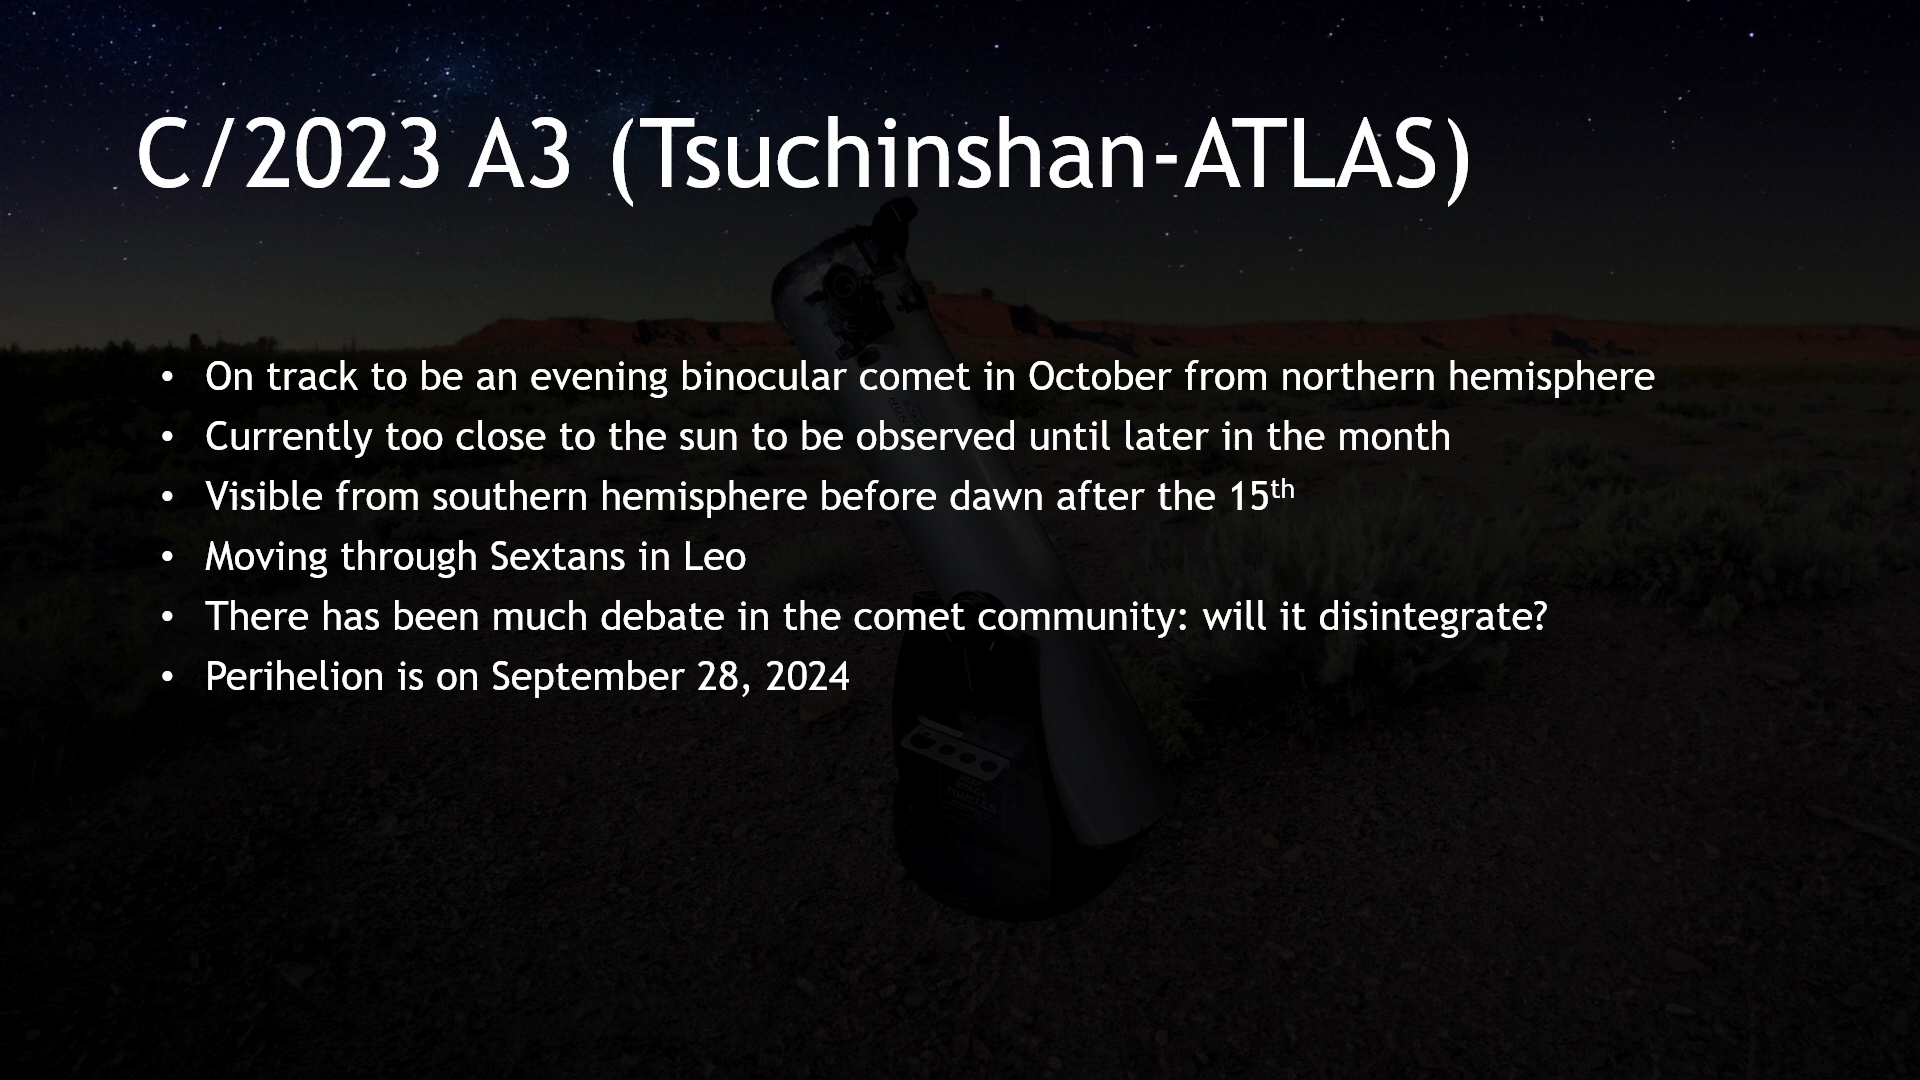 C/2023 A3 (Tsuchinshan-ATLAS)
• On track to be an evening binocular comet in October from northern hemisphere
• Currently too close to the sun to be observed until later in the month
• Visible from southern hemisphere before dawn after the 15th
• Moving through Sextans in Leo
• There has been much debate in the comet community: will it disintegrate?
• Perihelion is on September 28, 2024